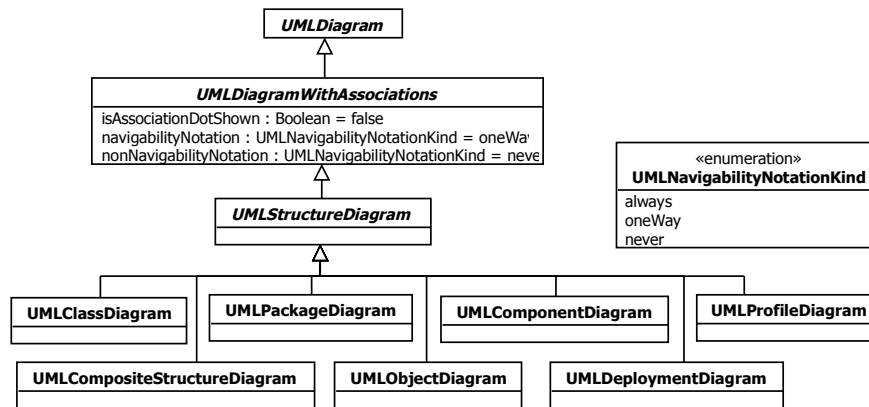 UMLDiagram
UMLDiagramWithAssociations
isAssociationDotShown : Boolean = false
navigabilityNotation : UMLNavigabilityNotationKind = oneWay
nonNavigabilityNotation : UMLNavigabilityNotationKind = never
«enumeration»
UMLNavigabilityNotationKind
always
oneWay
never
UMLStructureDiagram
UMLClassDiagram
UMLPackageDiagram
UMLComponentDiagram
UMLProfileDiagram
UMLCompositeStructureDiagram
UMLObjectDiagram
UMLDeploymentDiagram